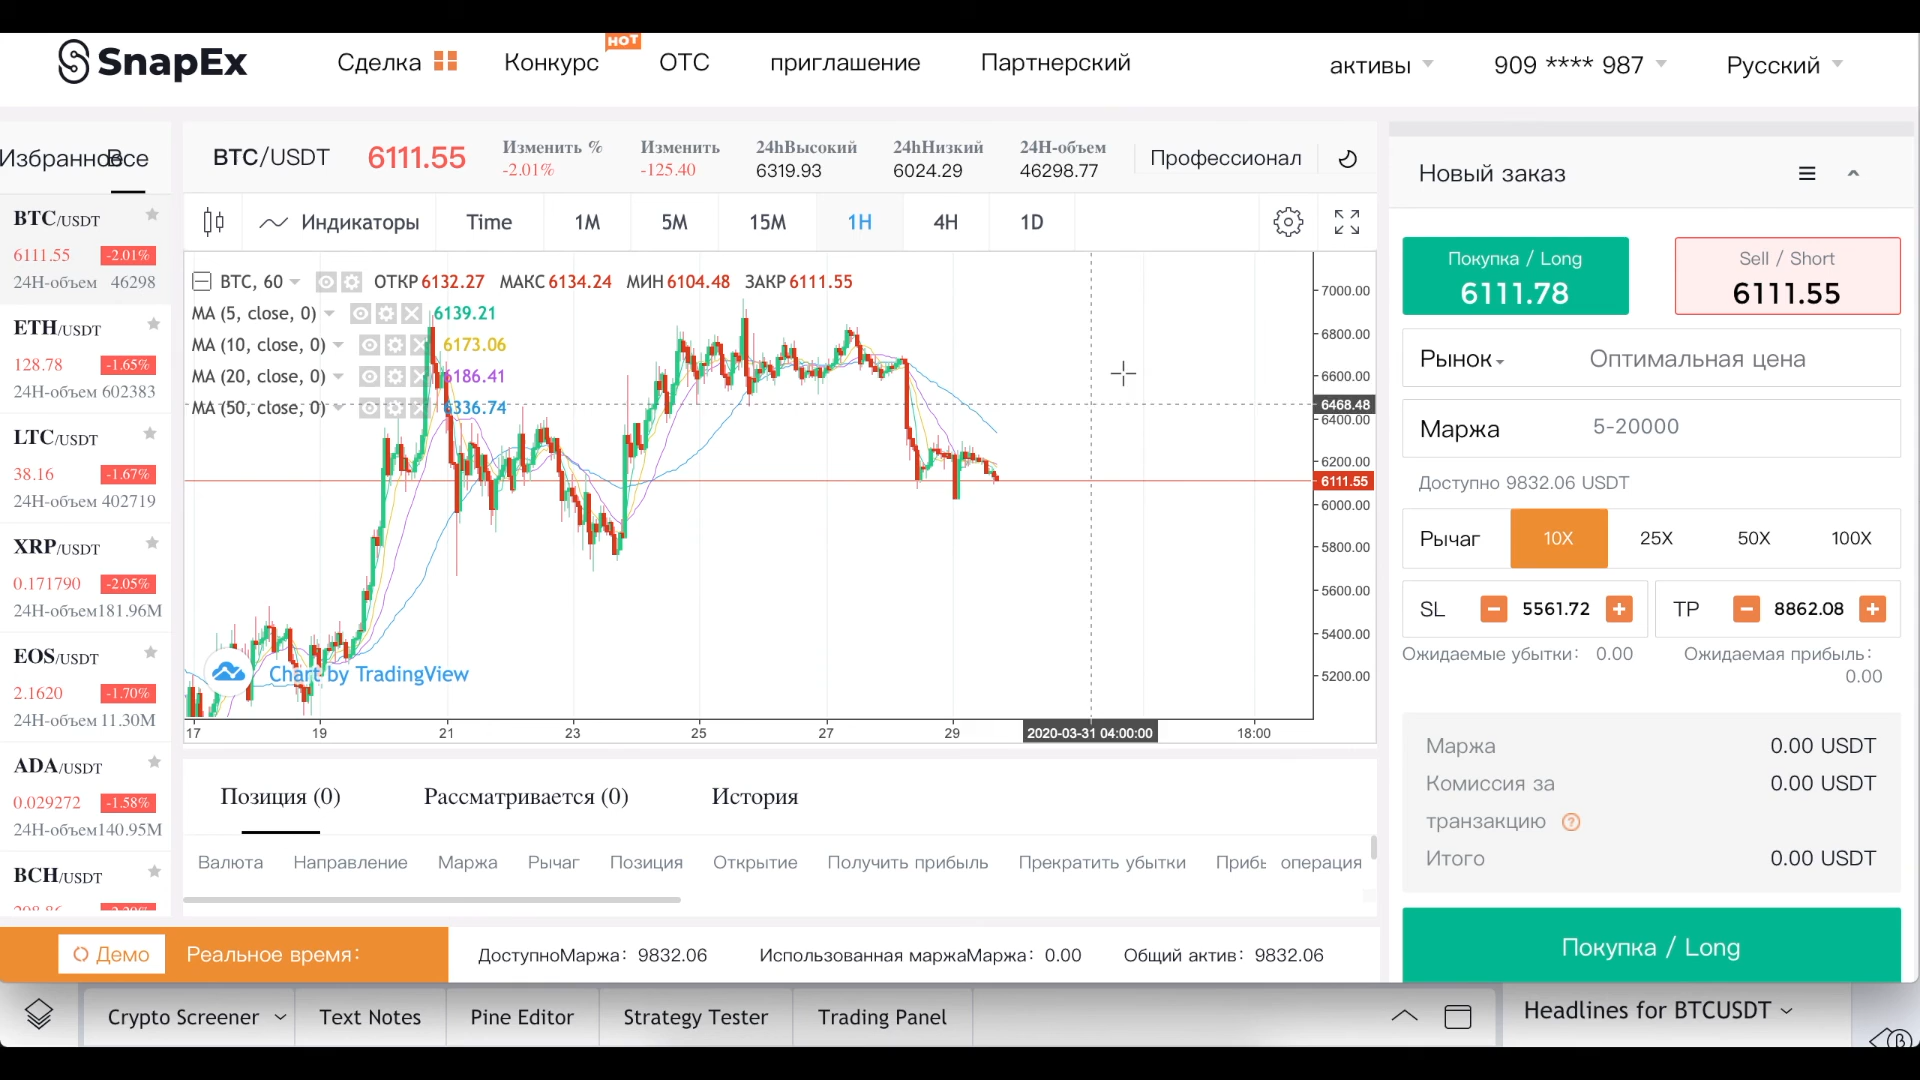 SnapEx
Сделка
Конкурс
HOT
OTC
приглашение
Партнерский
активы
909 **** 987
Русский
Избранное
Все
BTC/USDT
6111.55
-2.01%
24H-объем 46298
ETH/USDT
128.78
-1.65%
24H-объем 602383
LTC/USDT
38.16
-1.67%
24H-объем 402719
XRP/USDT
0.171790
-2.05%
24H-объем181.96M
EOS/USDT
2.1620
-1.70%
24H-объем 11.30M
ADA/USDT
0.029272
-1.58%
24H-объем140.95M
BCH/USDT
BTC/USDT
6111.55
Изменить %
-2.01%
Изменить
-125.40
24hВысокий
6319.93
24hНизкий
6024.29
24H-объем
46298.77
Профессионал
Индикаторы
Time
1M
5M
15M
1H
4H
1D
BTC, 60
ОТКР 6132.27 МАКС 6134.24 МИН 6104.48 ЗАКР 6111.55
MA (5, close, 0) 6139.21
MA (10, close, 0) 6173.06
MA (20, close, 0) 6186.41
MA (50, close, 0) 6336.74
7000.00
6800.00
6600.00
6468.48
6400.00
6200.00
6111.55
6000.00
5800.00
5600.00
5400.00
5200.00
Chart by TradingView
17
19
21
23
25
27
29
2020-03-31 04:00:00
18:00
Позиция (0)
Рассматривается (0)
История
Валюта
Направление
Маржа
Рычаг
Позиция
Открытие
Получить прибыль
Прекратить убытки
операция
Новый заказ
Покупка / Long
6111.78
Sell / Short
6111.55
Рынок
Оптимальная цена
Маржа
5-20000
Доступно 9832.06 USDT
Рычаг
10X
25X
50X
100X
SL
5561.72
TP
8862.08
Ожидаемые убытки: 0.00
Ожидаемая прибыль:
0.00
Маржа 0.00 USDT
Комиссия за 0.00 USDT
транзакцию
Итого 0.00 USDT
Покупка / Long
Демо
Реальное время:
ДоступноМаржа: 9832.06
Использованная маржаМаржа: 0.00
Общий актив: 9832.06
Crypto Screener
Text Notes
Pine Editor
Strategy Tester
Trading Panel
Headlines for BTCUSDT